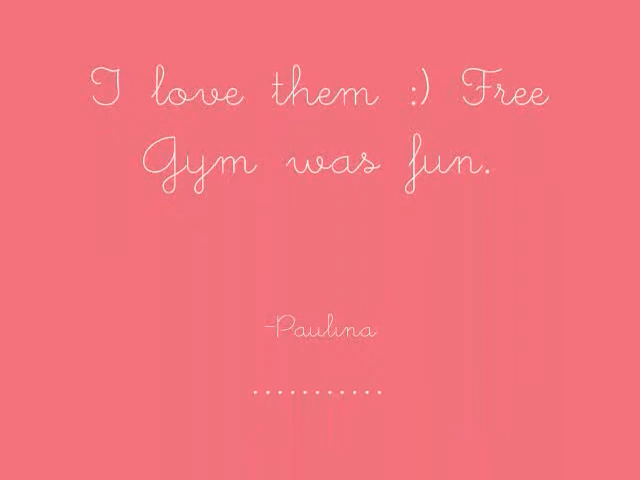 I love them :) Free
Gym was fun.
-Paulina
...........